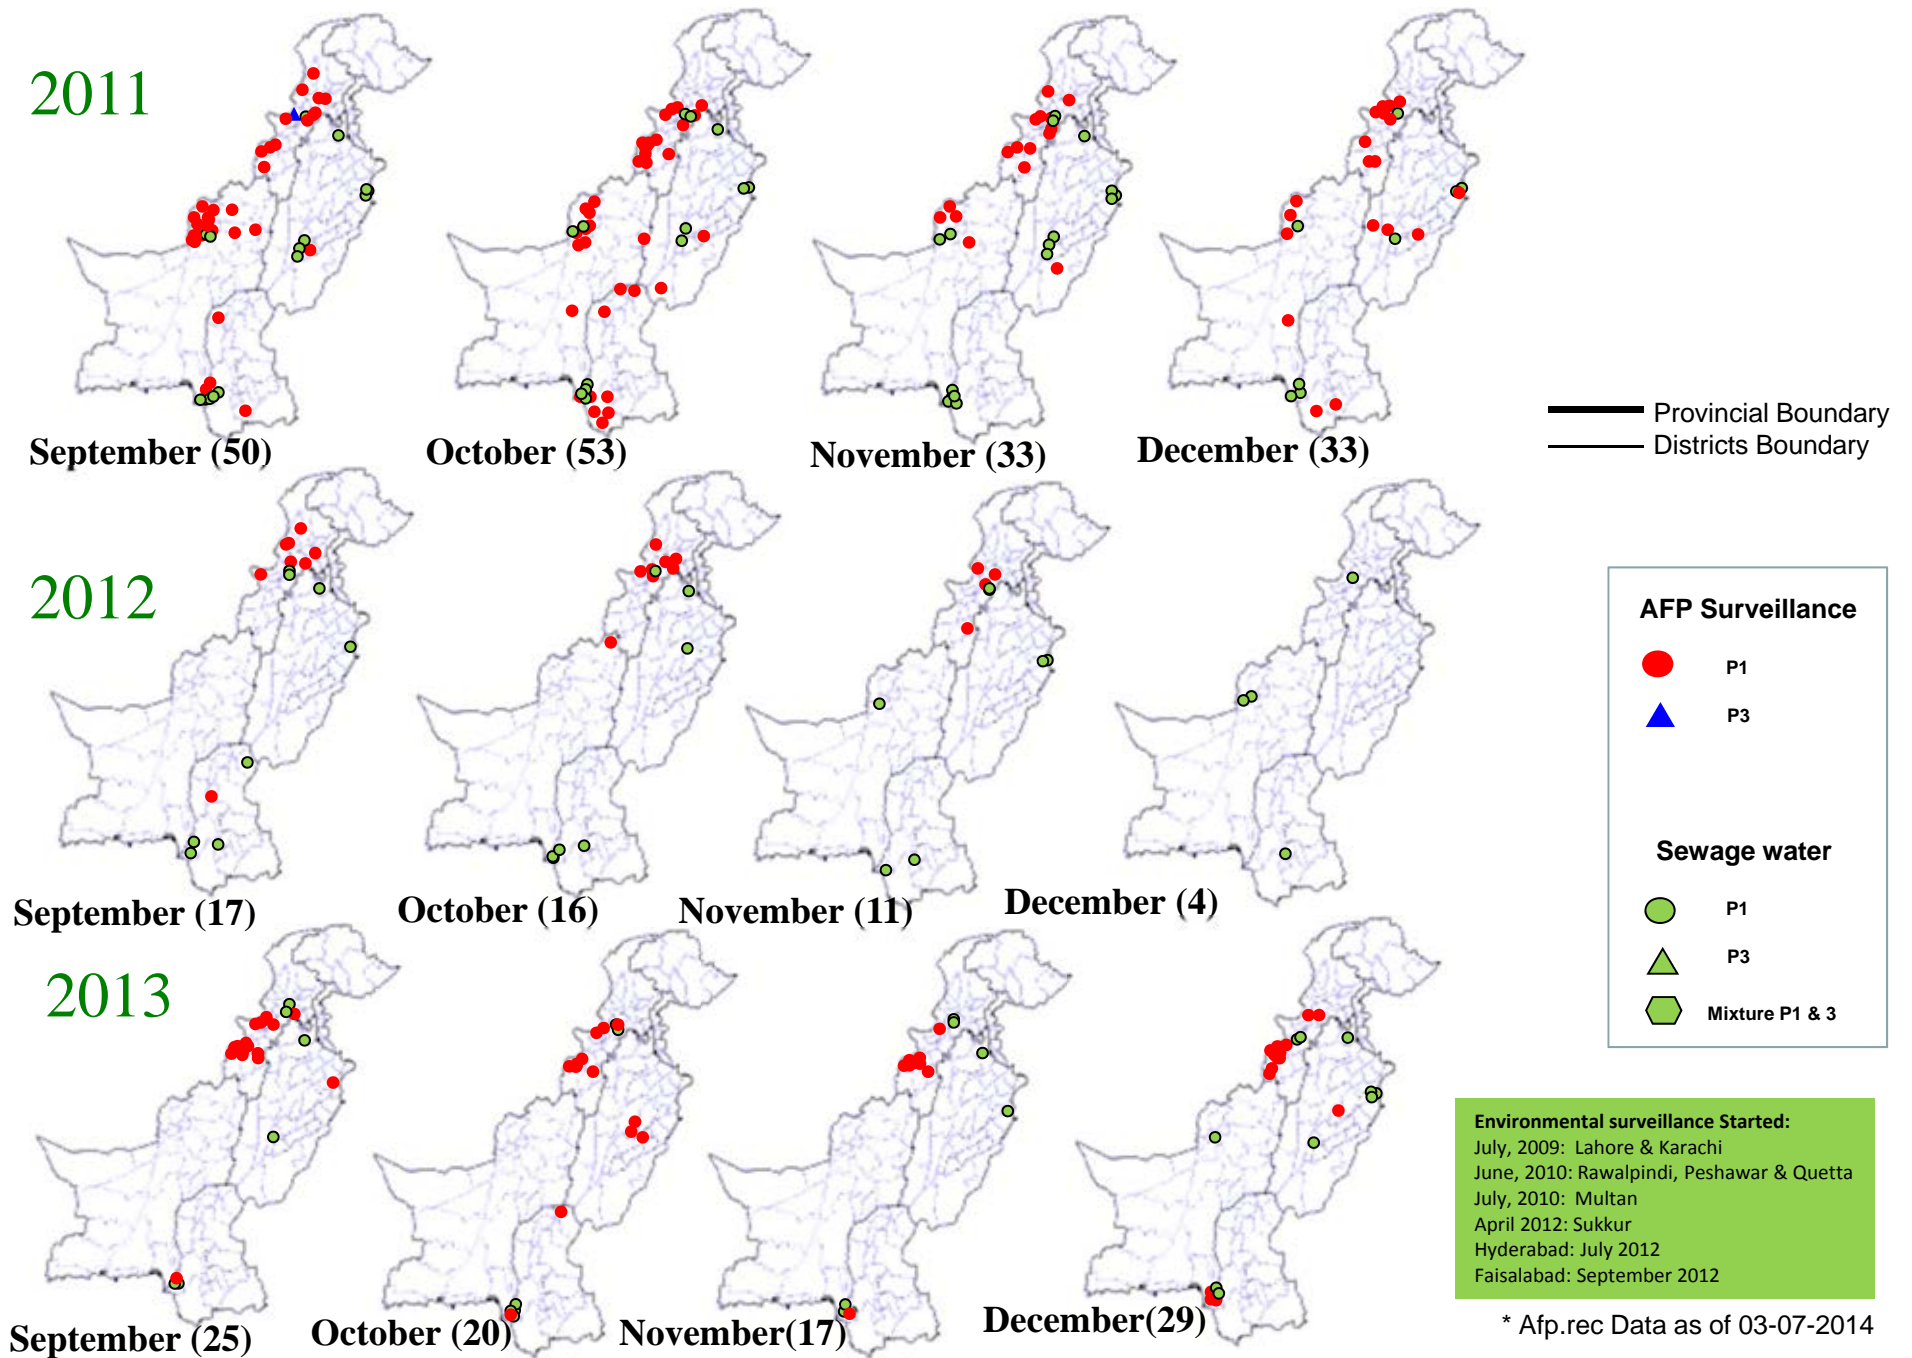 2011
September (50)
October (53)
November (33)
December (33)
Provincial Boundary
Districts Boundary
2012
September (17)
October (16)
November (11)
December (4)
AFP Surveillance
P1
P3
Sewage water
P1
P3
Mixture P1 & 3
2013
September (25)
October (20)
November(17)
December(29)
Environmental surveillance Started:
July, 2009: Lahore & Karachi
June, 2010: Rawalpindi, Peshawar & Quetta
July, 2010: Multan
April 2012: Sukkur
Hyderabad: July 2012
Faisalabad: September 2012
* Afp.rec Data as of 03-07-2014